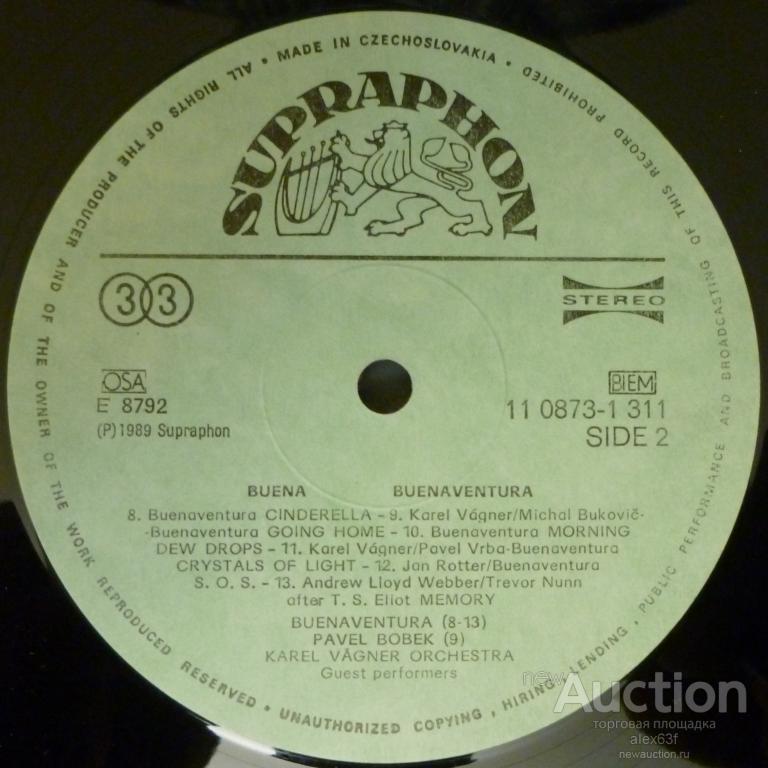 ALL RIGHTS OF THE PRODUCER AND OF THE OWNER OF THE WORK REPRODUCED RESERVED • UNAUTHORIZED COPYING, HIRING, LENDING, PUBLIC PERFORMANCE AND BROADCASTING OF THIS RECORD PROHIBITED • MADE IN CZECHOSLOVAKIA •
SUPRAPHON
33
STEREO
OSA
BIEM
E 8792
11 0873-1 311
(P)1989 Supraphon
SIDE 2
BUENA BUENAVENTURA
8. Buenaventura CINDERELLA - 9. Karel Vágner/Michal Bukovič-
-Buenaventura GOING HOME - 10. Buenaventura MORNING
DEW DROPS - 11. Karel Vágner/Pavel Vrba-Buenaventura
CRYSTALS OF LIGHT - 12. Jan Rotter/Buenaventura
S. O. S. - 13. Andrew Lloyd Webber/Trevor Nunn
after T. S. Eliot MEMORY
BUENAVENTURA (8-13)
PAVEL BOBEK (9)
KAREL VÁGNER ORCHESTRA
Guest performers
new
Auction
торговая площадка
alex63f
newauction.ru